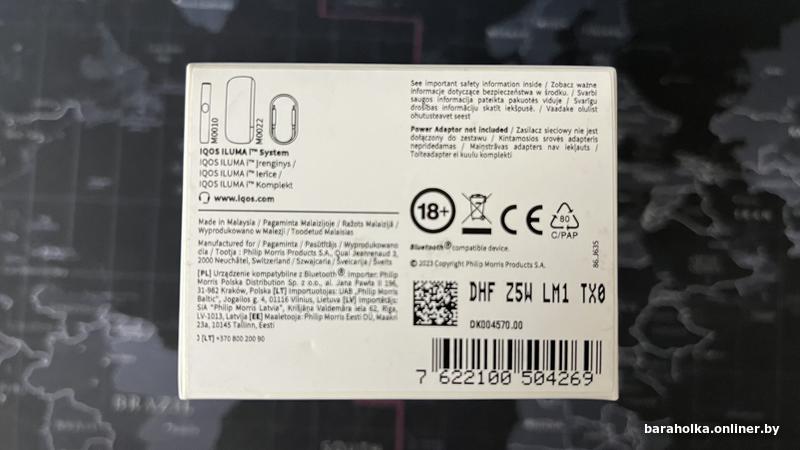 M0010
M0022
IQOS ILUMA i™ System
IQOS ILUMA i™ Įrenginys /
IQOS ILUMA i™ Ierīce /
IQOS ILUMA i™ Komplekt
www.iqos.com
Made in Malaysia / Pagaminta Malaizijoje / Ražots Malaizijā /
Wyprodukowano w Malezji / Toodetud Malaisias
Manufactured for / Pagaminta / Pasūtītājs / Wyprodukowano
dla / Tootja : Philip Morris Products S.A., Quai Jeanrenaud 3,
2000 Neuchâtel, Switzerland / Szwajcaria / Šveicarija / Šveits
[PL] Urządzenie kompatybilne z Bluetooth®. Importer: Philip
Morris Polska Distribution Sp. z o.o., al. Jana Pawła II 196,
31-982 Kraków, Polska [LT] Importuotojas: UAB „Philip Morris
Baltic", Jogailos g. 4, 01116 Vilnius, Lietuva [LV] Importētājs:
SIA "Philip Morris Latvia", Krišjāņa Valdemāra iela 62, Rīga,
LV-1013, Latvija [EE] Maaletooja: Philip Morris Eesti OÜ, Maakri
23a, 10145 Tallinn, Eesti
[LT] +370 800 200 90
See important safety information inside / Zobacz ważne
informacje dotyczące bezpieczeństwa w środku. / Svarbi
saugos informacija pateikta pakuotės viduje / Svarīgu
drošības informāciju skatīt iekšpusē. / Vaadake olulist
ohutusteavet seest
Power Adaptor not included / Zasilacz sieciowy nie jest
dołączony do zestawu / Kintamosios srovės adapteris
nepridedamas / Maiņstrāvas adapters nav iekļauts /
Toiteadapter ei kuulu komplekti
18+
CE
80
C/PAP
Bluetooth® compatible device.
© 2023 Copyright Philip Morris Products S.A.
86.J635
DHF Z5W LM1 TX0
DK004570.00
7 622100 504269
BRAZIL
baraholka.onliner.by